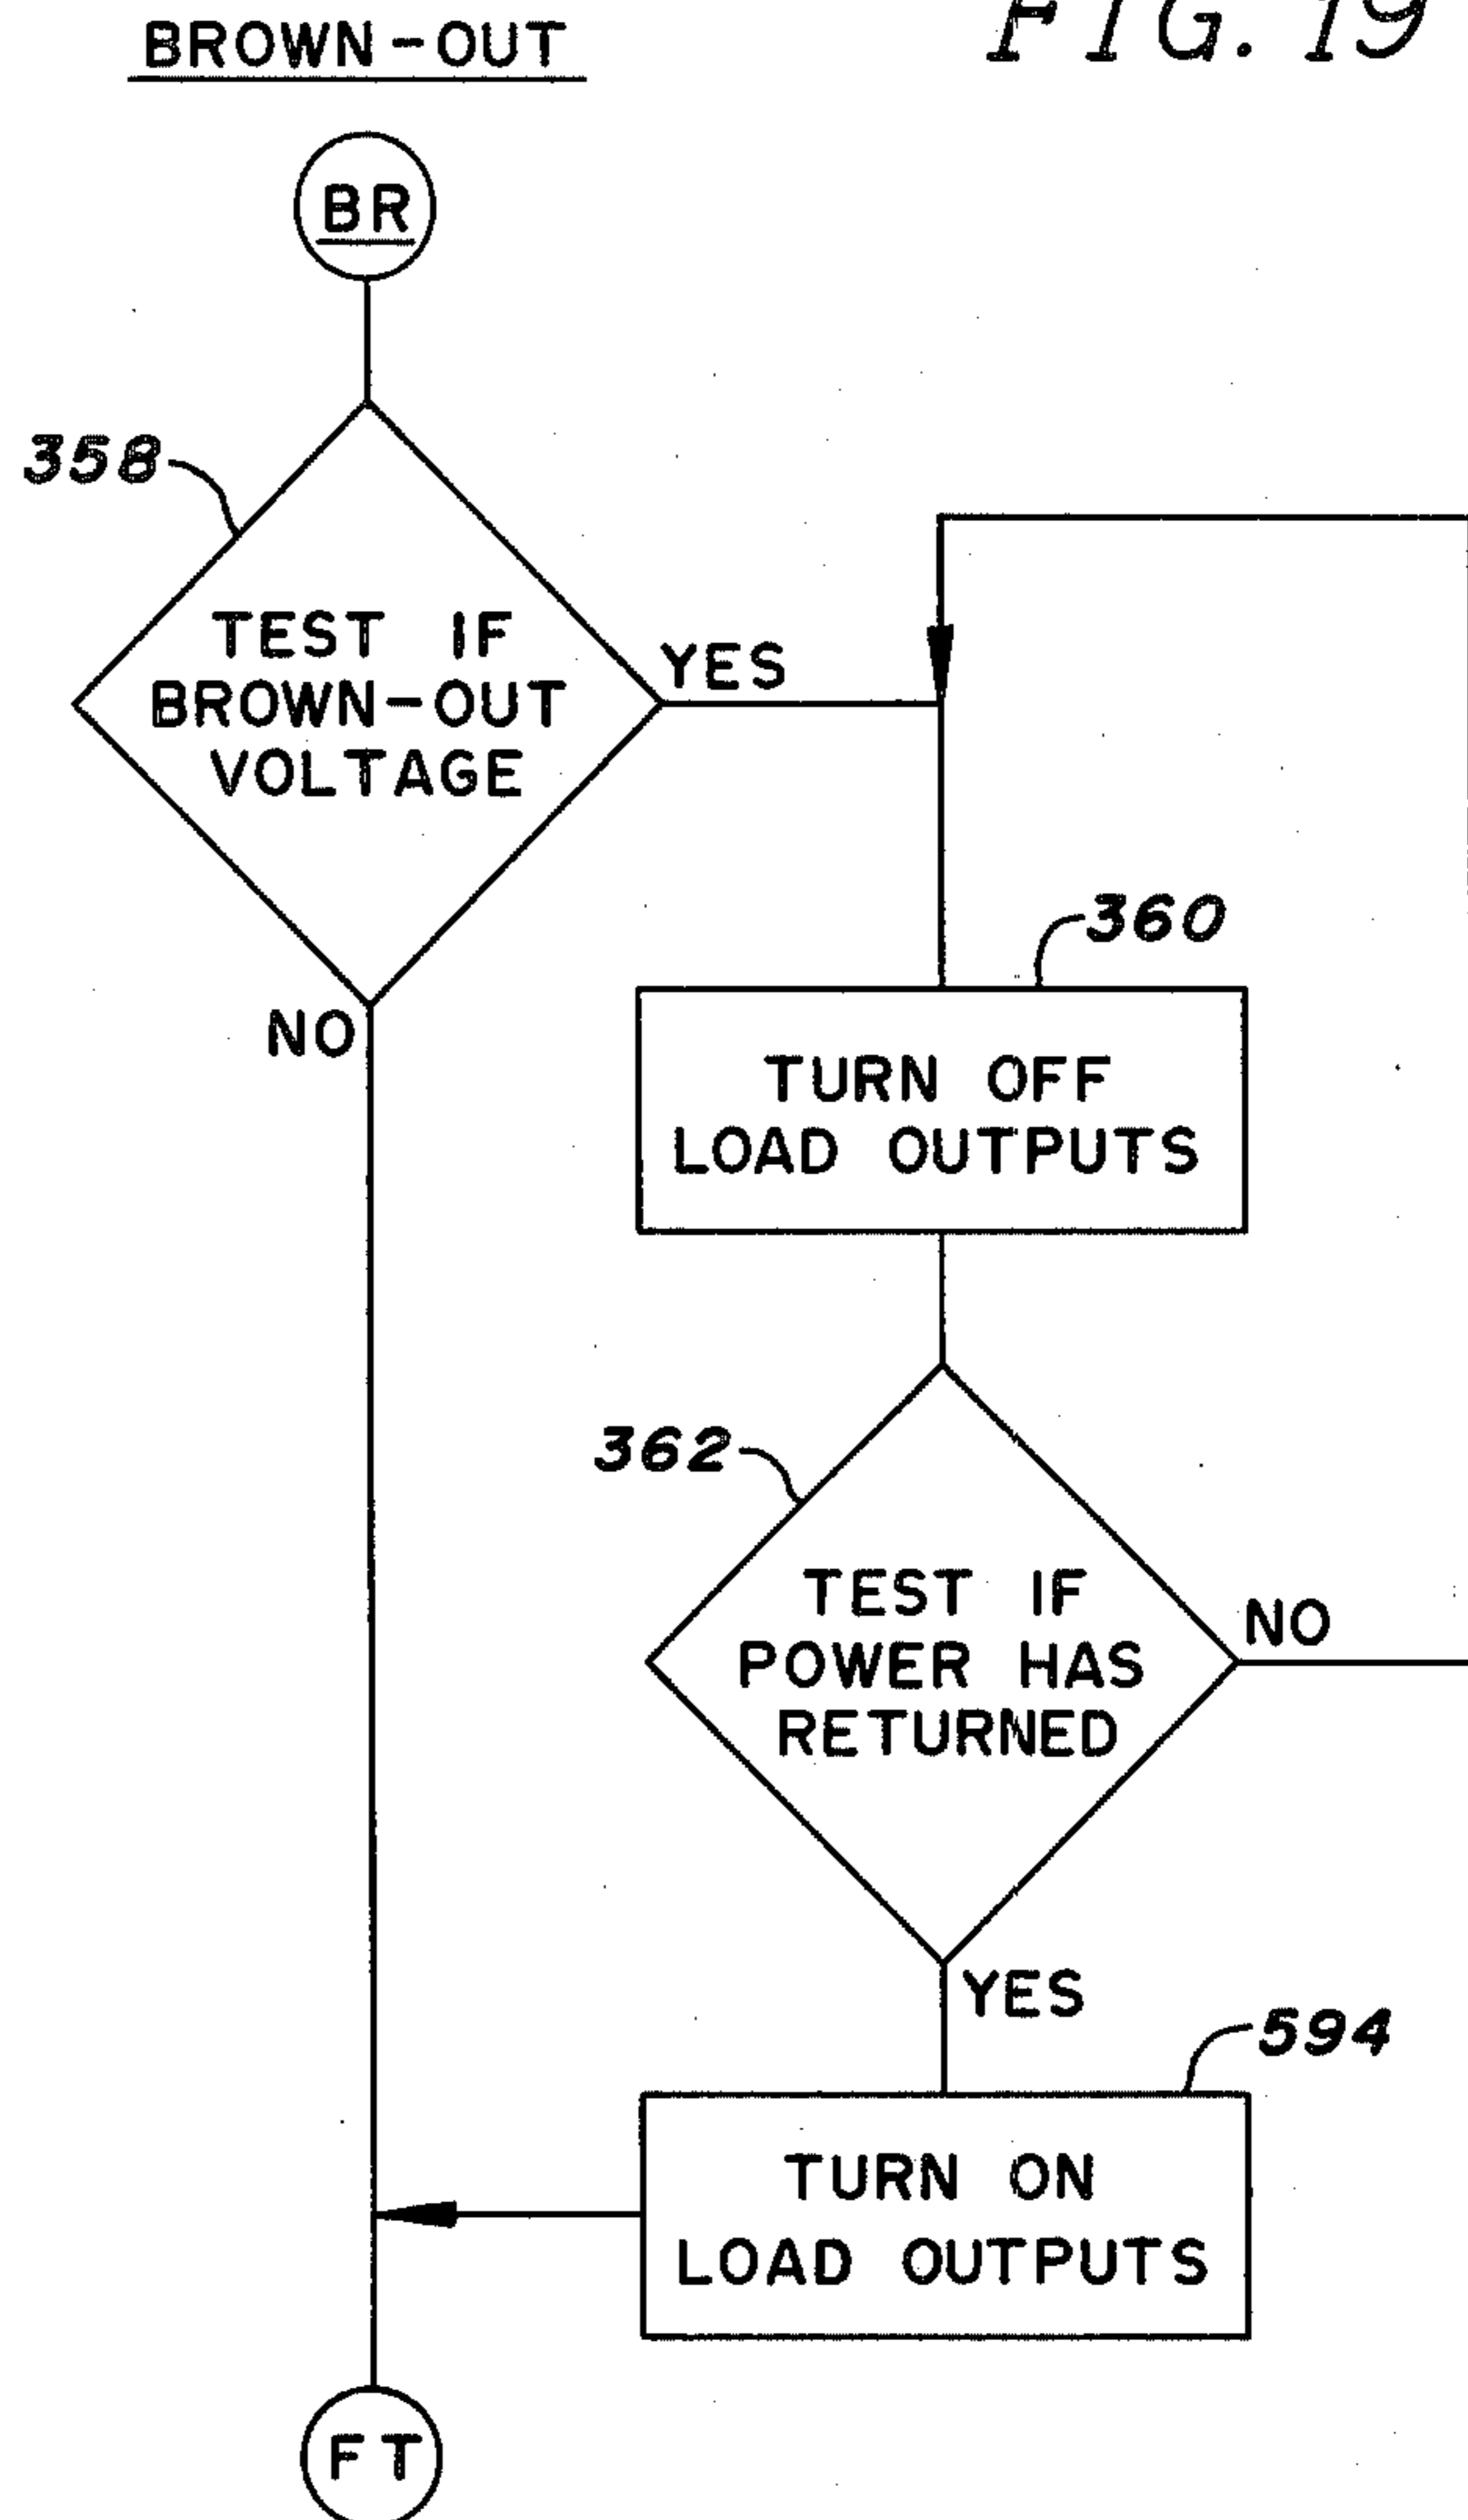 BROWN-OUT
FIG. 19
BR
358
TEST IF
BROWN-OUT
VOLTAGE
YES
NO
360
TURN OFF
LOAD OUTPUTS
362
TEST IF
POWER HAS
RETURNED
NO
YES
594
TURN ON
LOAD OUTPUTS
FT